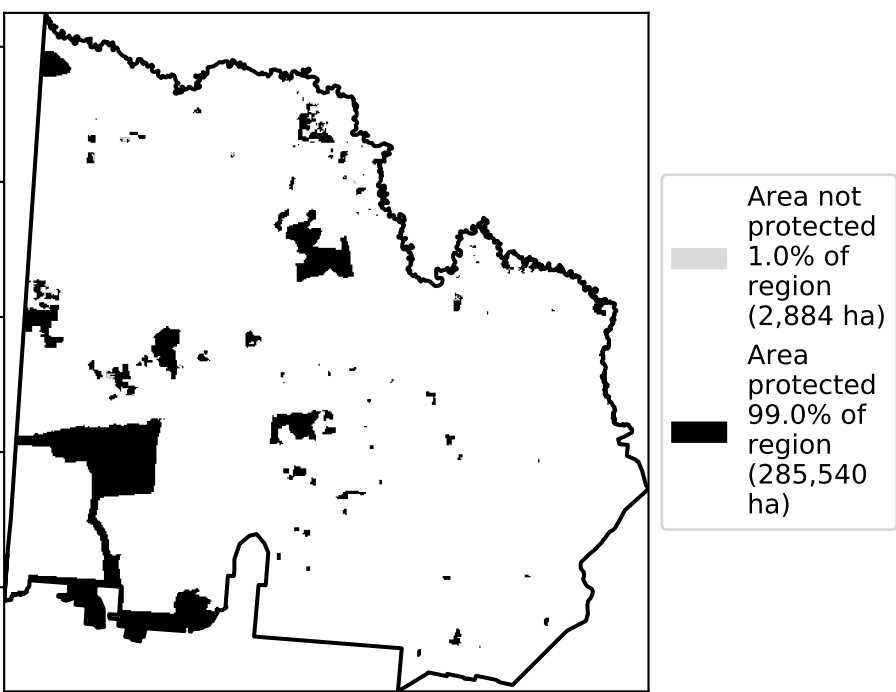 Area not
protected
1.0% of
region
(2,884 ha)
Area
protected
99.0% of
region
(285,540
ha)